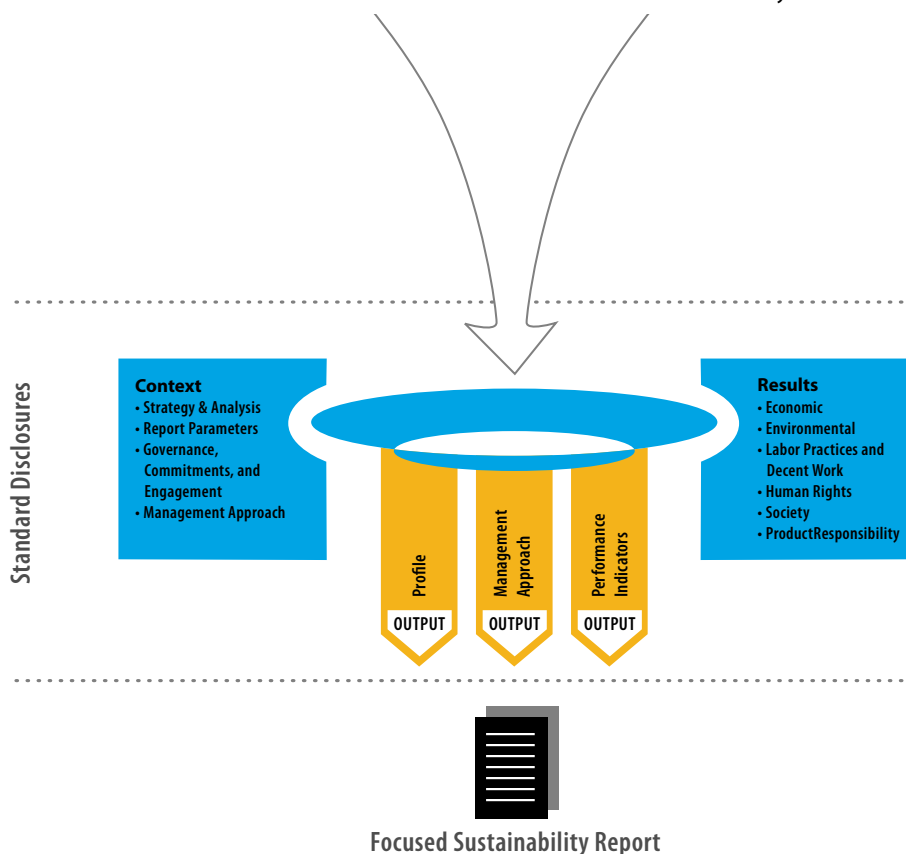 Standard Disclosures
Context
• Strategy & Analysis
• Report Parameters
• Governance,
Commitments, and
Engagement
• Management Approach
Profile
Management
Approach
Performance
Indicators
OUTPUT
OUTPUT
OUTPUT
Results
• Economic
• Environmental
• Labor Practices and
Decent Work
• Human Rights
• Society
• ProductResponsibility
Focused Sustainability Report